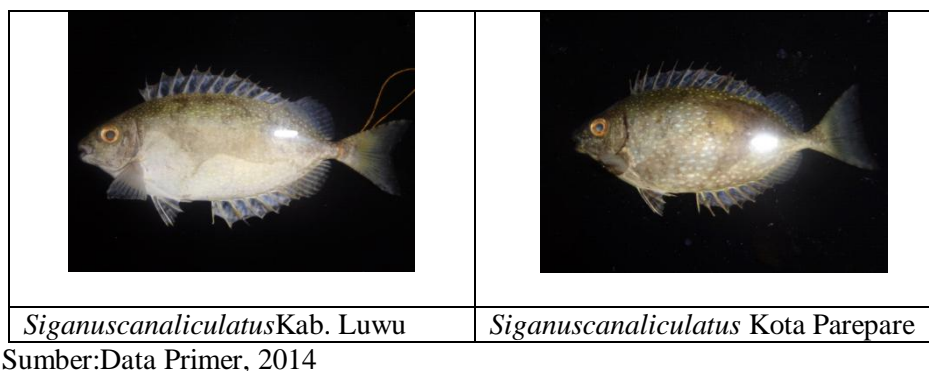 SiganuscanaliculatusKab. Luwu
Siganuscanaliculatus Kota Parepare
Sumber:Data Primer, 2014